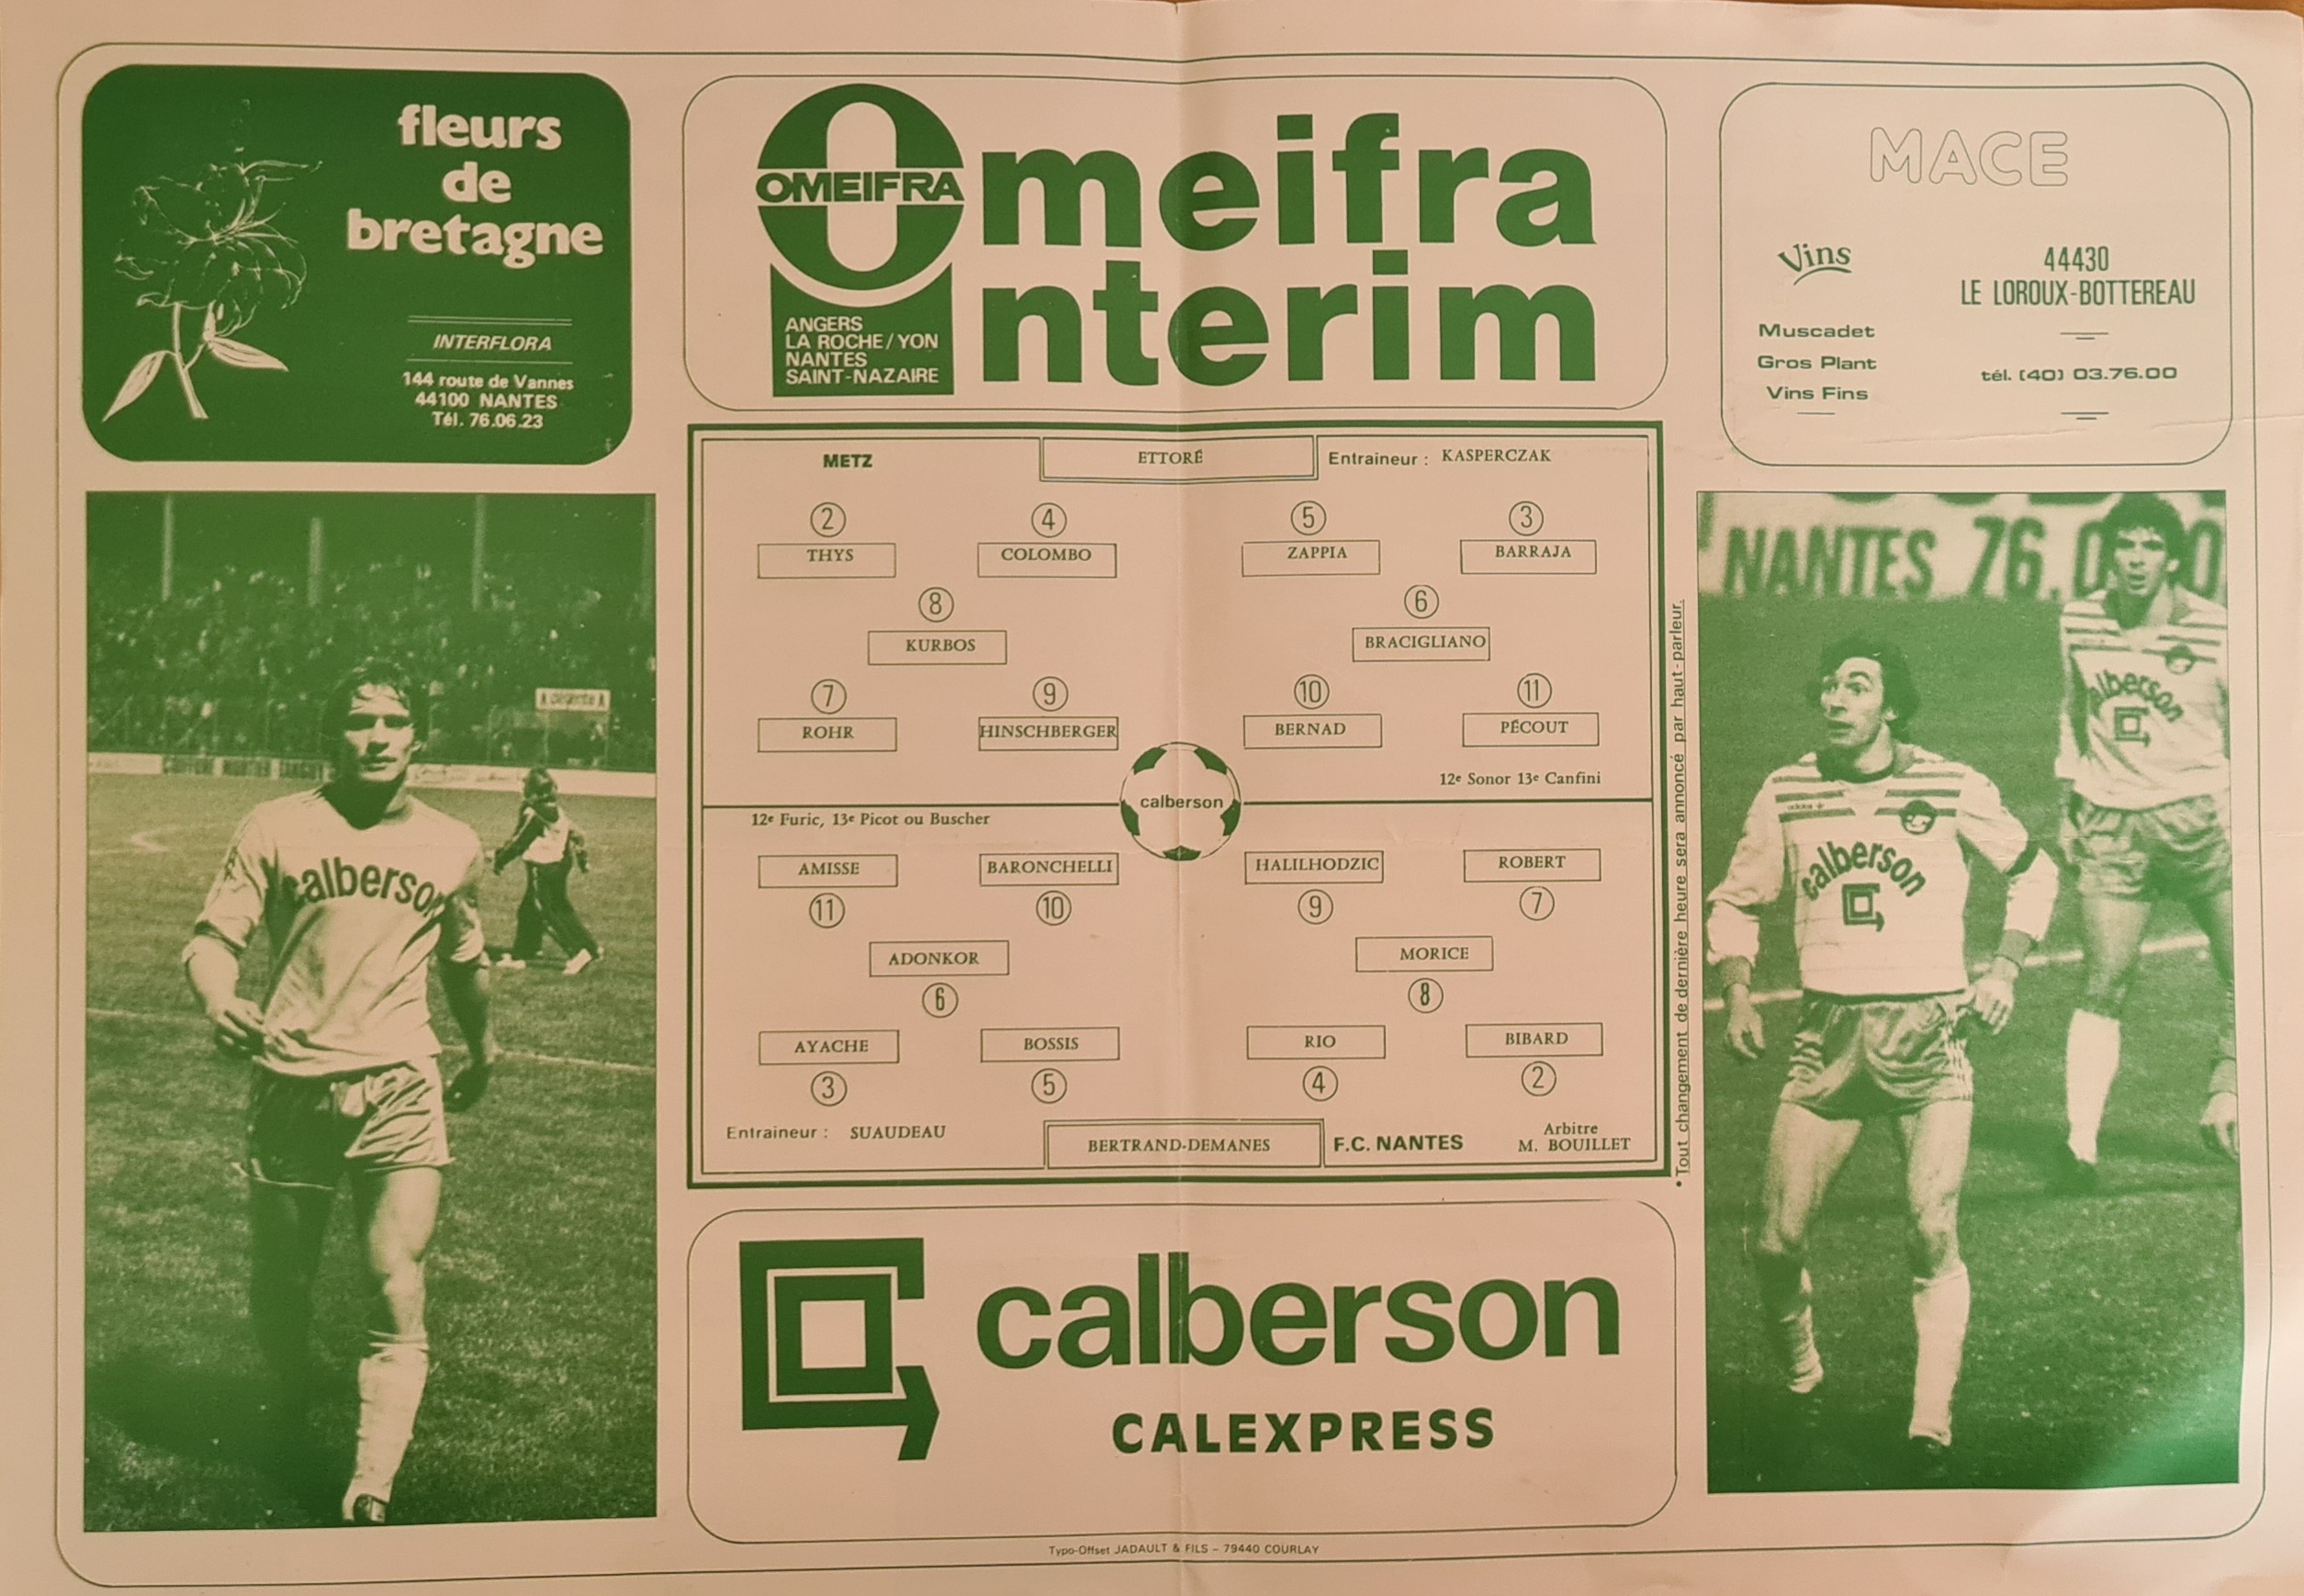 fleurs
de
bretagne
INTERFLORA
144 route de Vannes
44100 NANTES
Tél. 76.06.23
OMEIFRA
Omeifra
Interim
ANGERS
LA ROCHE/YON
NANTES
SAINT-NAZAIRE
MACE
Vins
Muscadet
Gros Plant
Vins Fins
44430
LE LOROUX-BOTTEREAU
tél. (40) 03.76.00
METZ
ETTORÉ
Entraineur : KASPERCZAK
2 4 5 3
THYS COLOMBO ZAPPIA BARRAJA
8 6
KURBOS BRACIGLIANO
7 9 10 11
ROHR HINSCHBERGER BERNAD PÉCOUT
12e Sonor 13e Canfini
calberson
12e Furic, 13e Picot ou Buscher
AMISSE BARONCHELLI HALILHODZIC ROBERT
11 10 9 7
ADONKOR MORICE
6 8
AYACHE BOSSIS RIO BIBARD
3 5 4 2
Entraineur : SUAUDEAU
BERTRAND-DEMANES
F.C. NANTES
Arbitre
M. BOUILLET
• Tout changement de dernière heure sera annoncé par haut-parleur.
calberson
NANTES 76.0
calberson
adidas
calberson
calberson
CALEXPRESS
Typo-Offset JADAULT & FILS – 79440 COURLAY